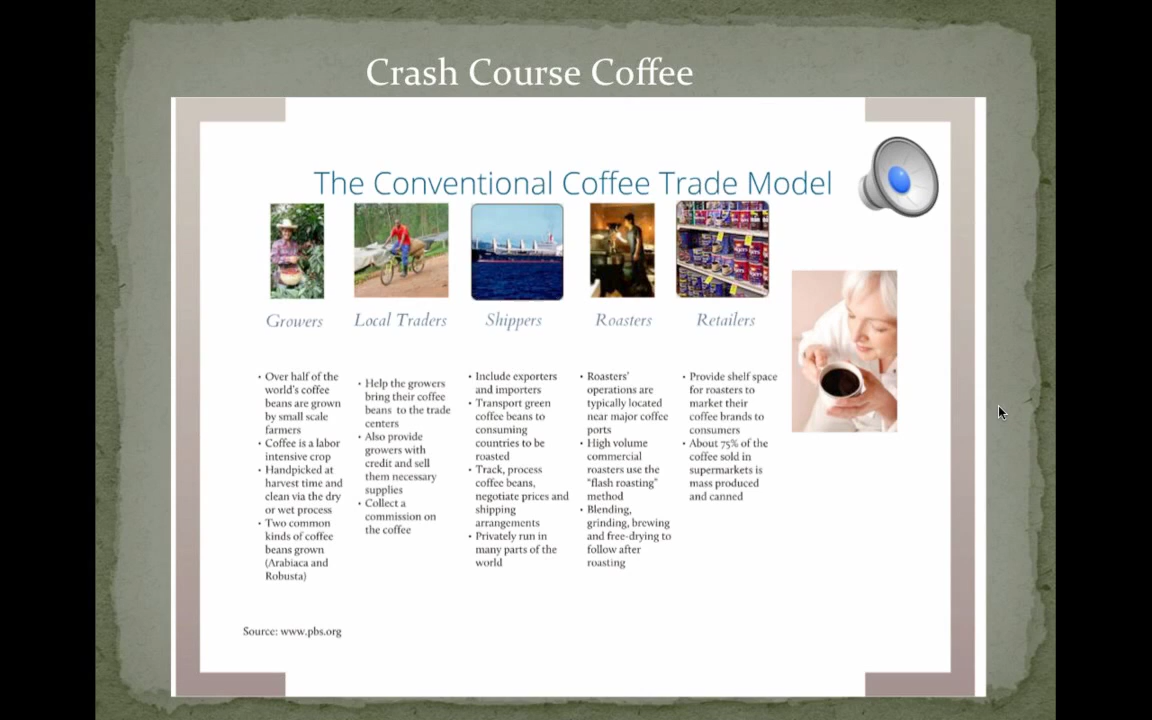 Crash Course Coffee
The Conventional Coffee Trade Model
Growers
Local Traders
Shippers
Roasters
Retailers
• Over half of the
world's coffee
beans are grown
by small scale
farmers
• Coffee is a labor
intensive crop
• Handpicked at
harvest time and
clean via the dry
or wet process
• Two common
kinds of coffee
beans grown
(Arabiaca and
Robusta)
• Help the growers
bring their coffee
beans to the trade
centers
• Also provide
growers with
credit and sell
them necessary
supplies
• Collect a
commission on
the coffee
• Include exporters
and importers
• Transport green
coffee beans to
consuming
countries to be
roasted
• Track, process
coffee beans,
negotiate prices and
shipping
arrangements
• Privately run in
many parts of the
world
• Roasters'
operations are
typically located
near major coffee
ports
• High volume
commercial
roasters use the
"flash roasting"
method
• Blending,
grinding, brewing
and free-drying to
follow after
roasting
• Provide shelf space
for roasters to
market their
coffee brands to
consumers
• About 75% of the
coffee sold in
supermarkets is
mass produced
and canned
Source: www.pbs.org